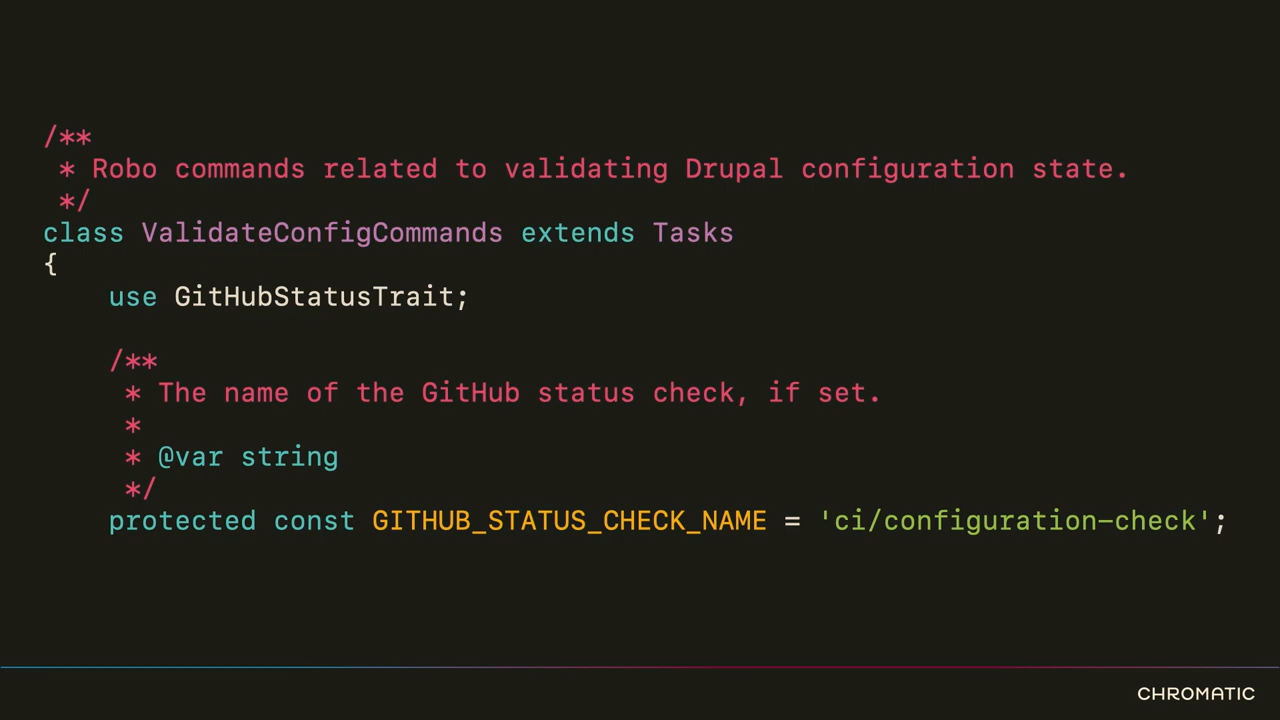 /**
 * Robo commands related to validating Drupal configuration state.
 */
class ValidateConfigCommands extends Tasks
{
    use GitHubStatusTrait;
    /**
     * The name of the GitHub status check, if set.
     *
     * @var string
     */
    protected const GITHUB_STATUS_CHECK_NAME = 'ci/configuration-check';
CHROMATIC